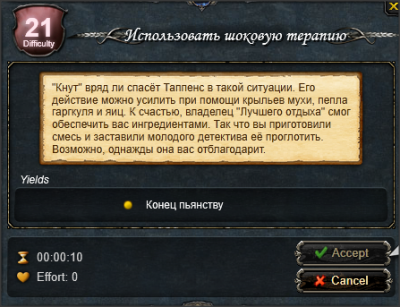 21
Difficulty
Использовать шоковую терапию
"Кнут" вряд ли спасёт Таппенс в такой ситуации. Его
действие можно усилить при помощи крыльев мухи, пепла
гаргкуля и яиц. К счастью, владелец "Лучшего отдыха" смог
обеспечить вас ингредиентами. Так что вы приготовили
смесь и заставили молодого детектива её проглотить.
Возможно, однажды она вас отблагодарит.
Yields
Конец пьянству
00:00:10
Effort: 0
Accept
Cancel